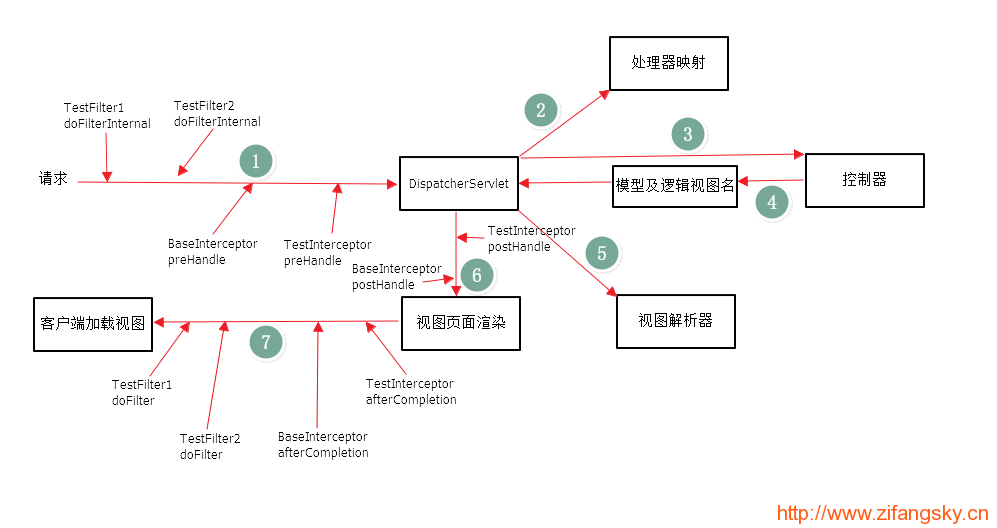 处理器映射
TestFilter1
doFilterInternal
TestFilter2
doFilterInternal
2
3
1
请求
DispatcherServlet
模型及逻辑视图名
控制器
4
BaseInterceptor
preHandle
TestInterceptor
preHandle
TestInterceptor
postHandle
5
BaseInterceptor
postHandle
6
客户端加载视图
7
视图页面渲染
视图解析器
TestFilter1
doFilter
TestInterceptor
afterCompletion
TestFilter2
doFilter
BaseInterceptor
afterCompletion
http://www.zifangsky.cn